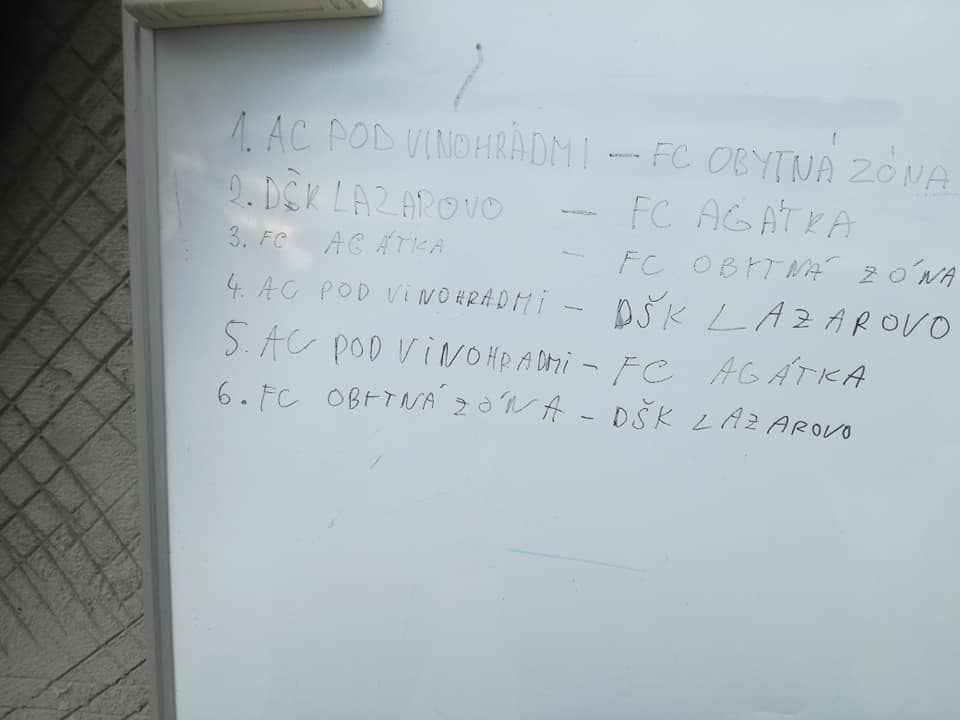 1. AC POD VINOHRÁDMI — FC OBYTNÁ ZÓNA
2. DŠK LAZAROVO — FC AGÁTKA
3. FC AGÁTKA — FC OBYTNÁ ZÓNA
4. AC POD VINOHRADMI — DŠK LAZAROVO
5. AC POD VINOHRADMI — FC AGÁTKA
6. FC OBYTNÁ ZÓNA — DŠK LAZAROVO